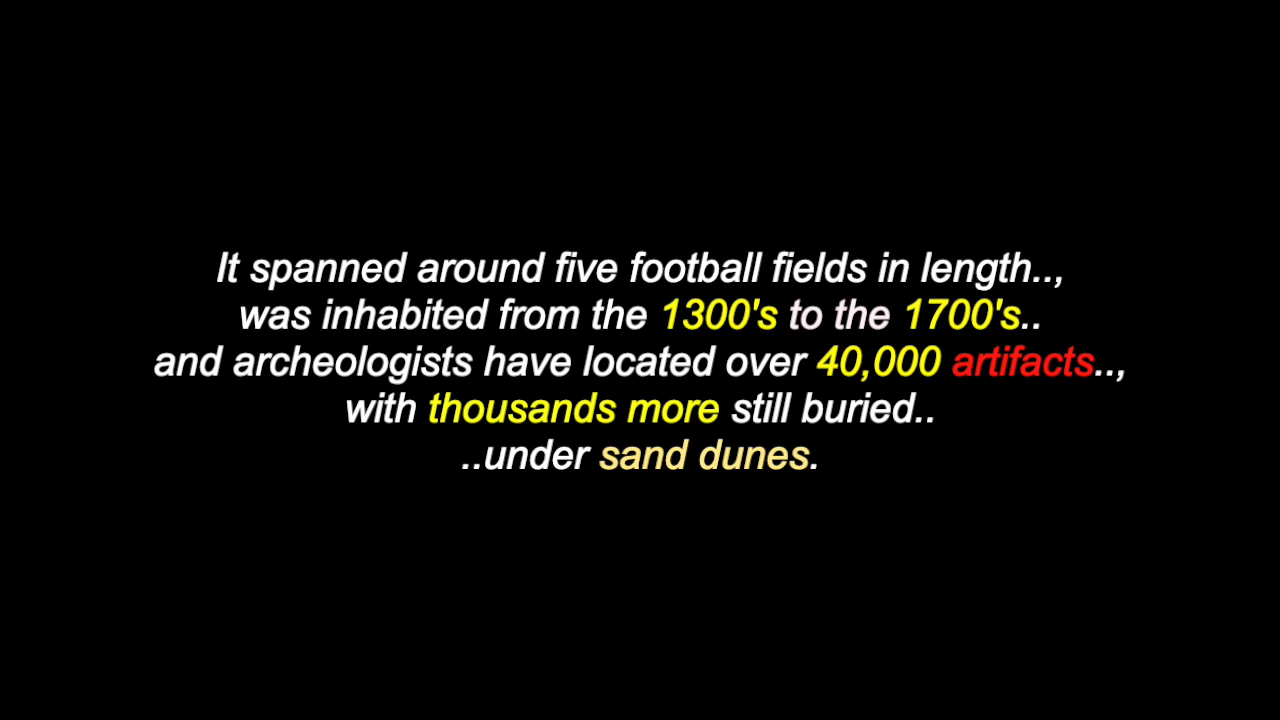 It spanned around five football fields in length..,
was inhabited from the 1300's to the 1700's..
and archeologists have located over 40,000 artifacts..,
with thousands more still buried..
..under sand dunes.